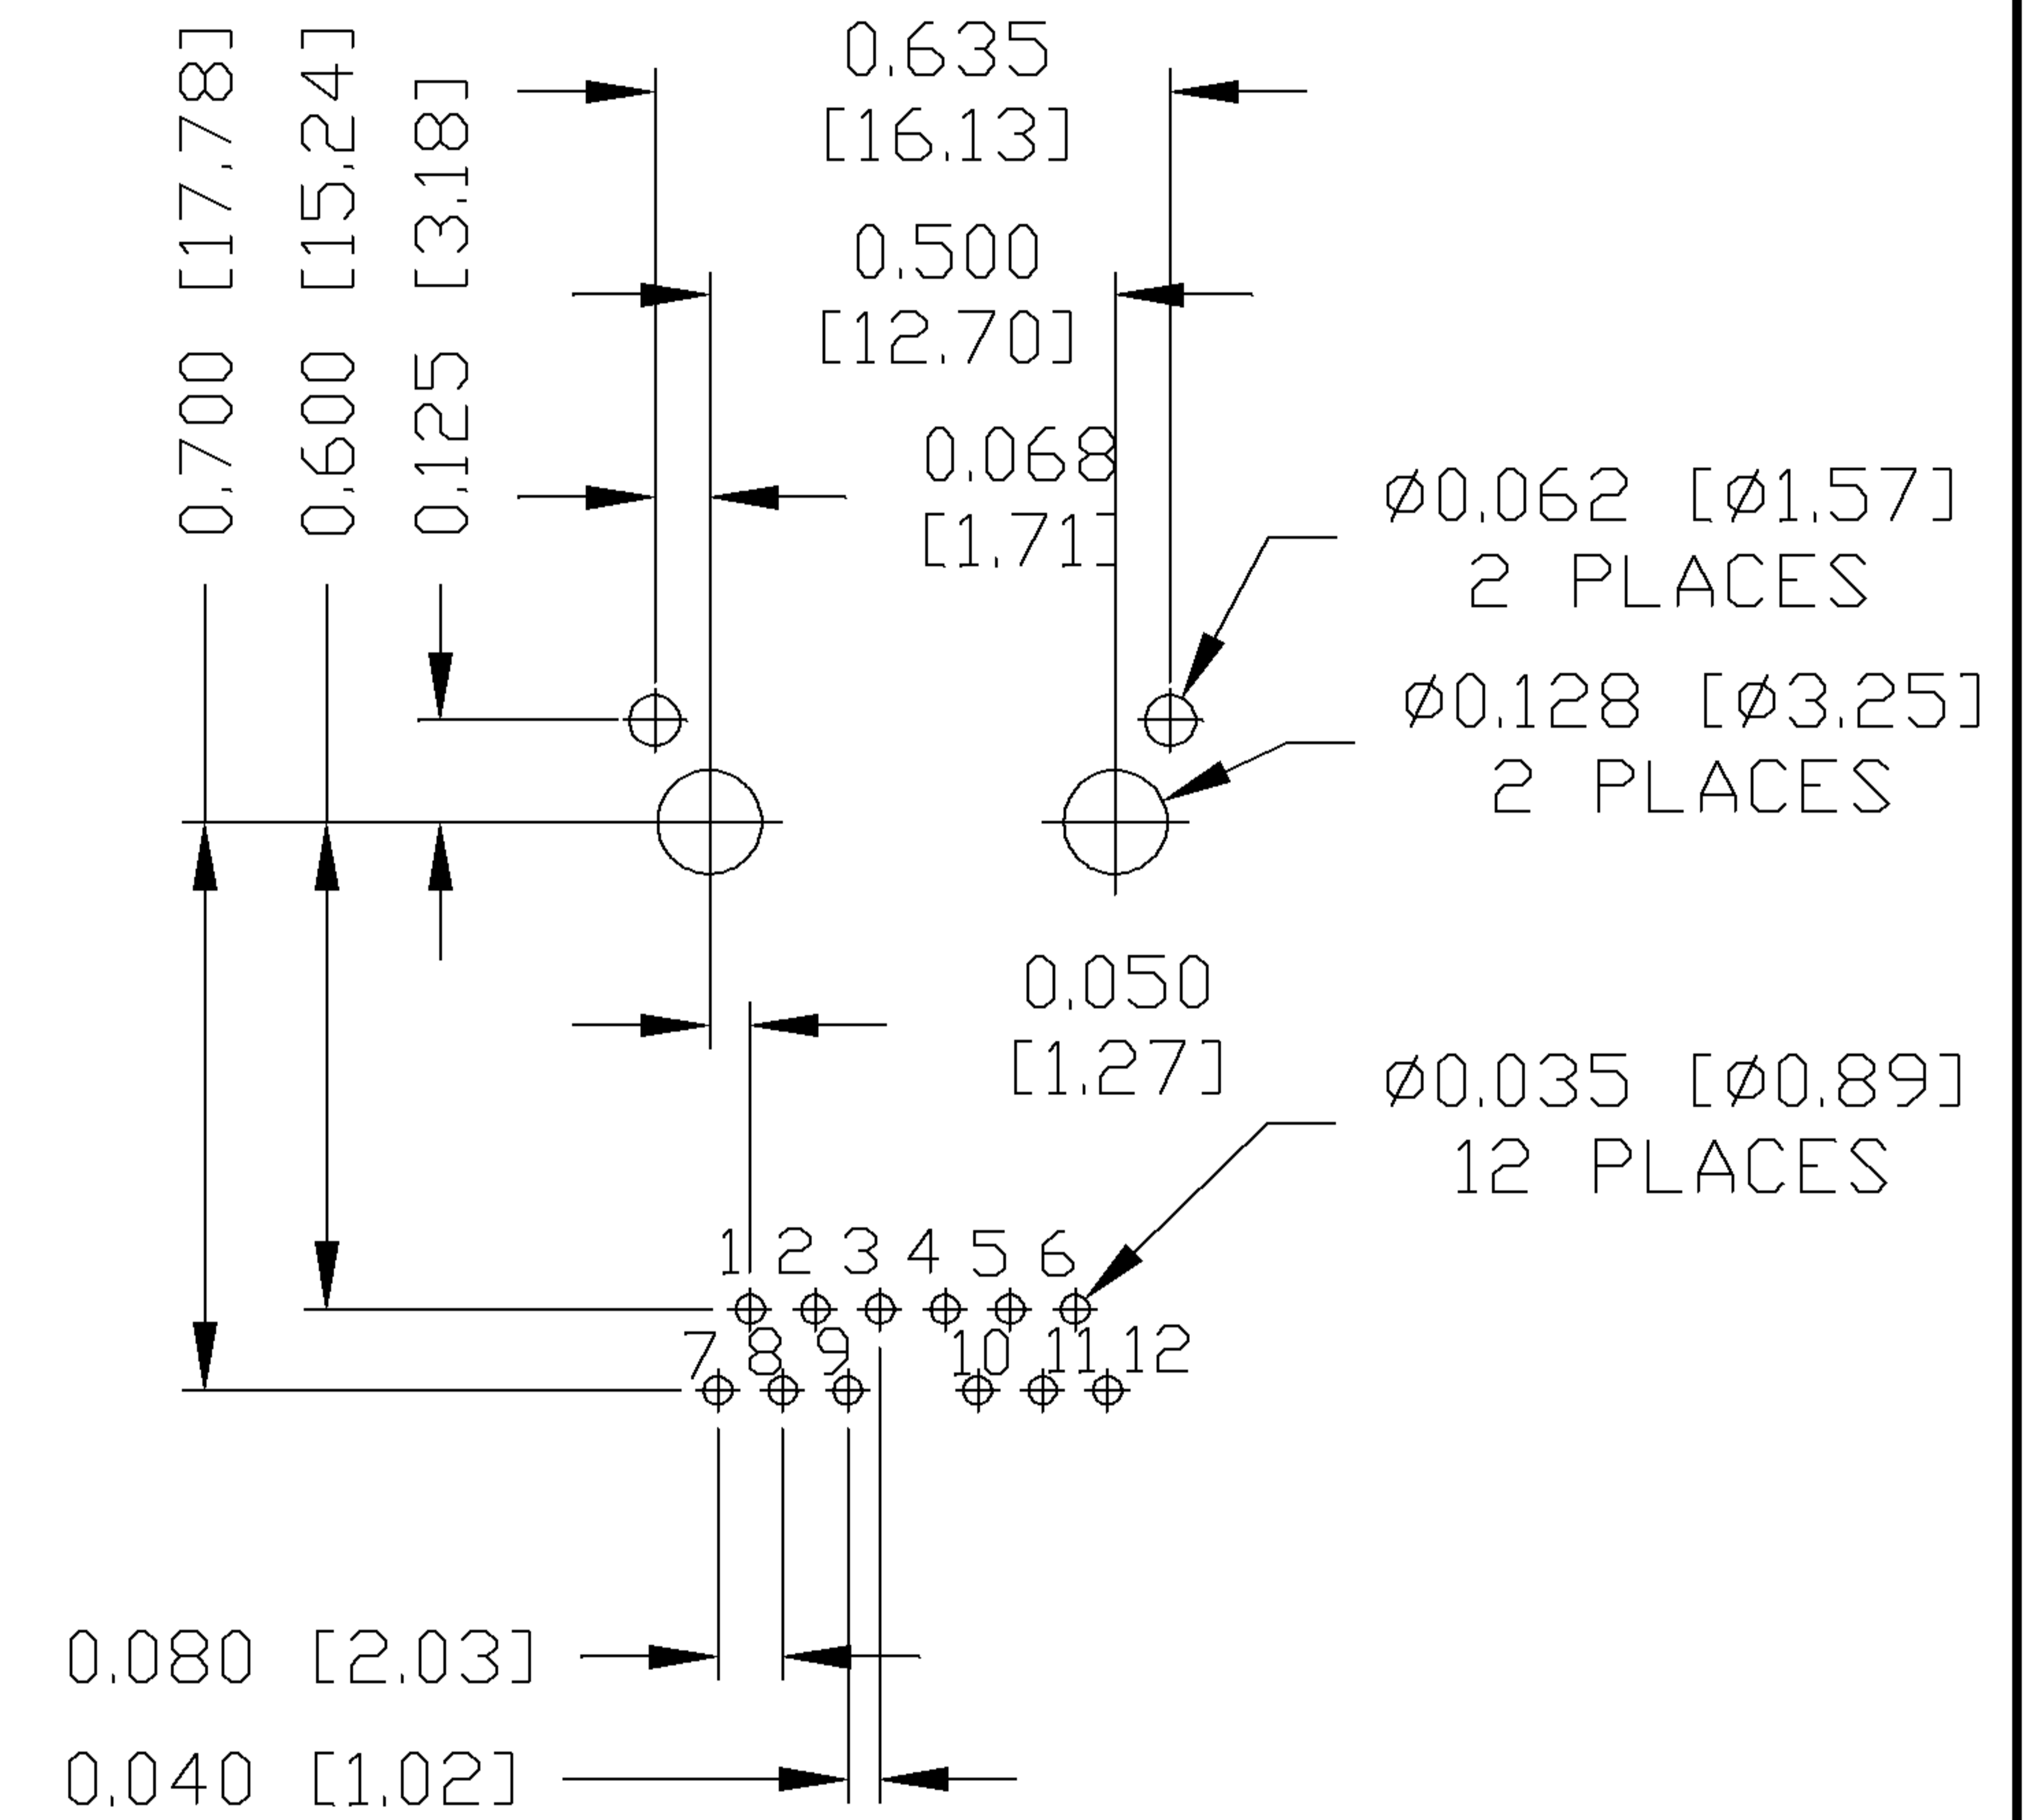 0.700 [17.78]
0.600 [15.24]
0.125 [3.18]
0.635
[16.13]
0.500
[12.70]
0.068
[1.71]
Ø0.062 [Ø1.57]
2 PLACES
Ø0.128 [Ø3.25]
2 PLACES
0.050
[1.27]
Ø0.035 [Ø0.89]
12 PLACES
1 2 3 4 5 6
7 8 9 10 11 12
0.080 [2.03]
0.040 [1.02]